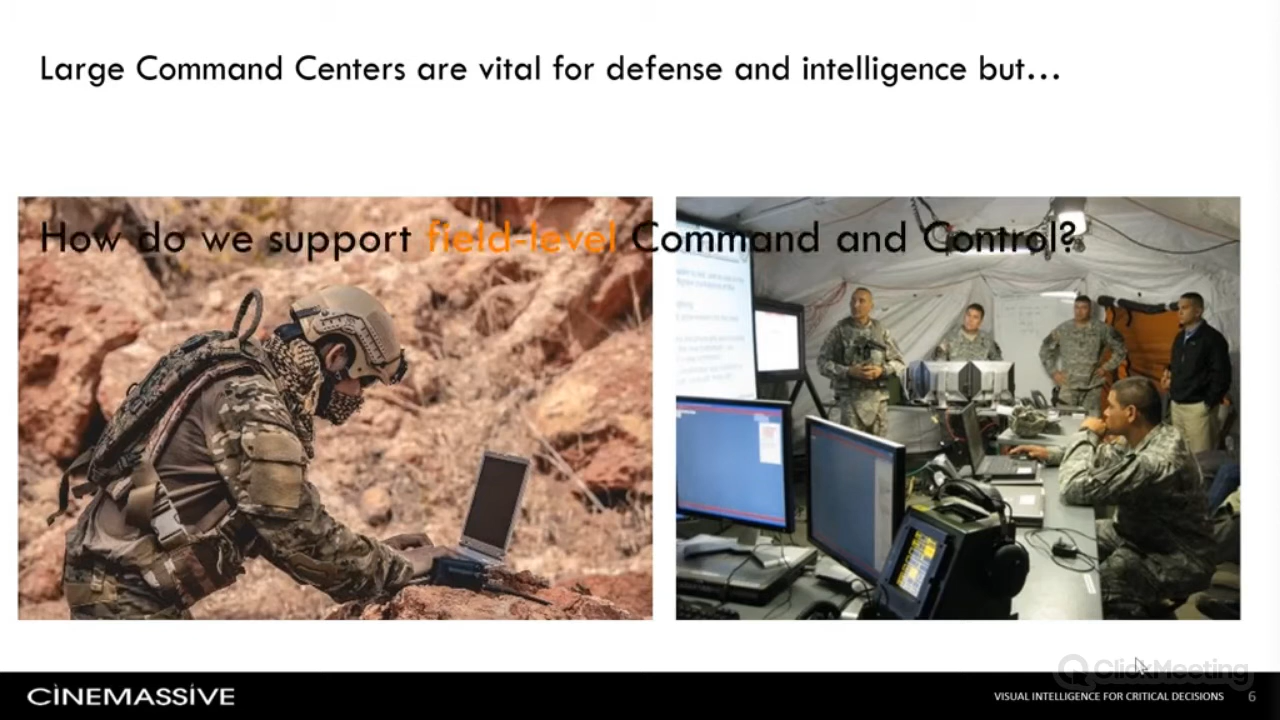 Large Command Centers are vital for defense and intelligence but…
How do we support field-level Command and Control?
ClickMeeting
CINEMASSIVE
VISUAL INTELLIGENCE FOR CRITICAL DECISIONS 6